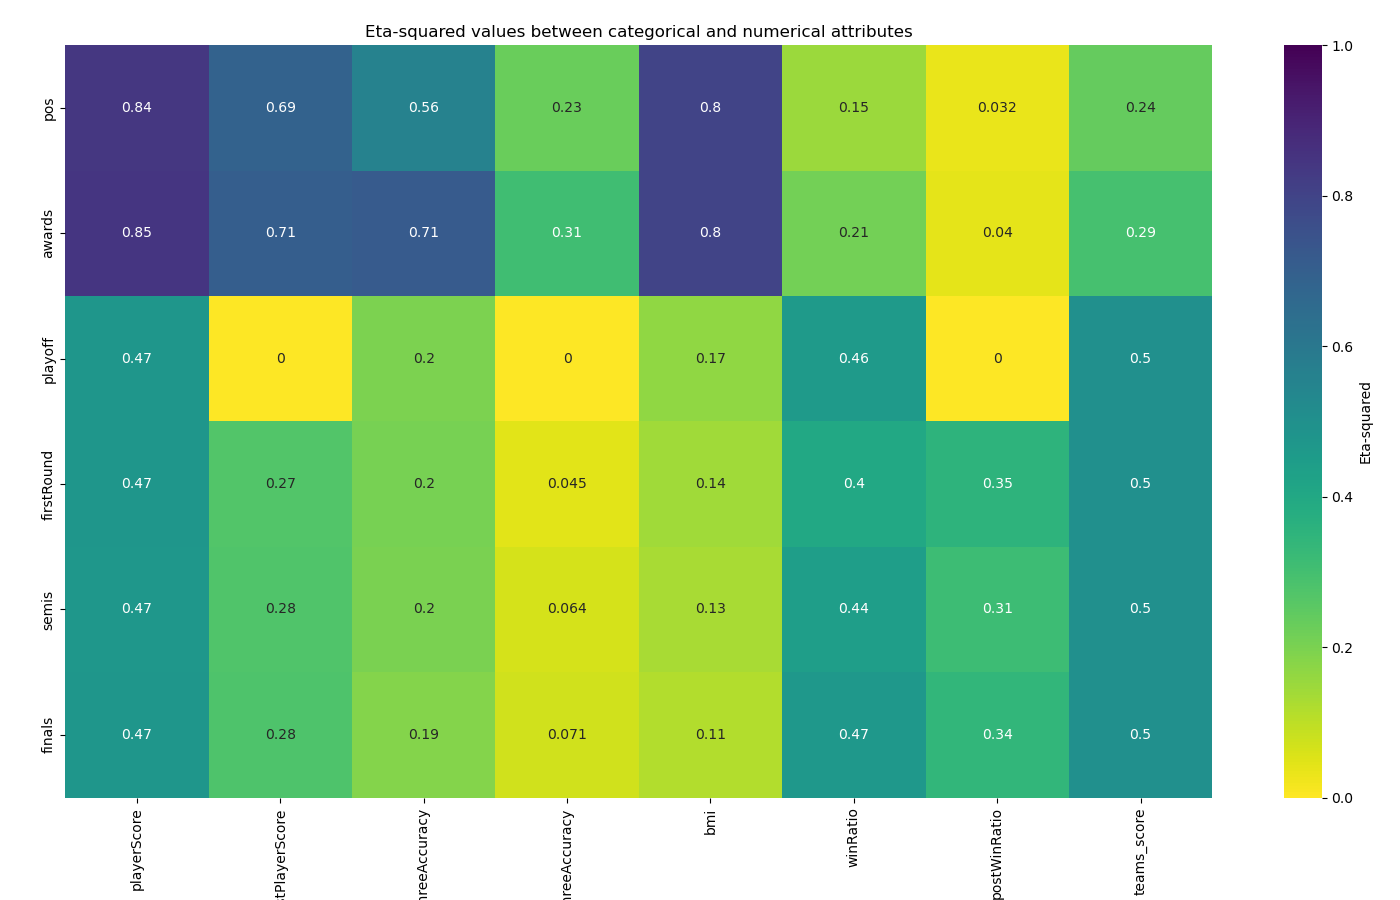 Eta-squared values between categorical and numerical attributes
pos 0.84 0.69 0.56 0.23 0.8 0.15 0.032 0.24
awards 0.85 0.71 0.71 0.31 0.8 0.21 0.04 0.29
playoff 0.47 0 0.2 0 0.17 0.46 0 0.5
firstRound 0.47 0.27 0.2 0.045 0.14 0.4 0.35 0.5
semis 0.47 0.28 0.2 0.064 0.13 0.44 0.31 0.5
finals 0.47 0.28 0.19 0.071 0.11 0.47 0.34 0.5
playerScore
tPlayerScore
hreeAccuracy
hreeAccuracy
bmi
winRatio
postWinRatio
teams_score
1.0
0.8
0.6
0.4
0.2
0.0
Eta-squared